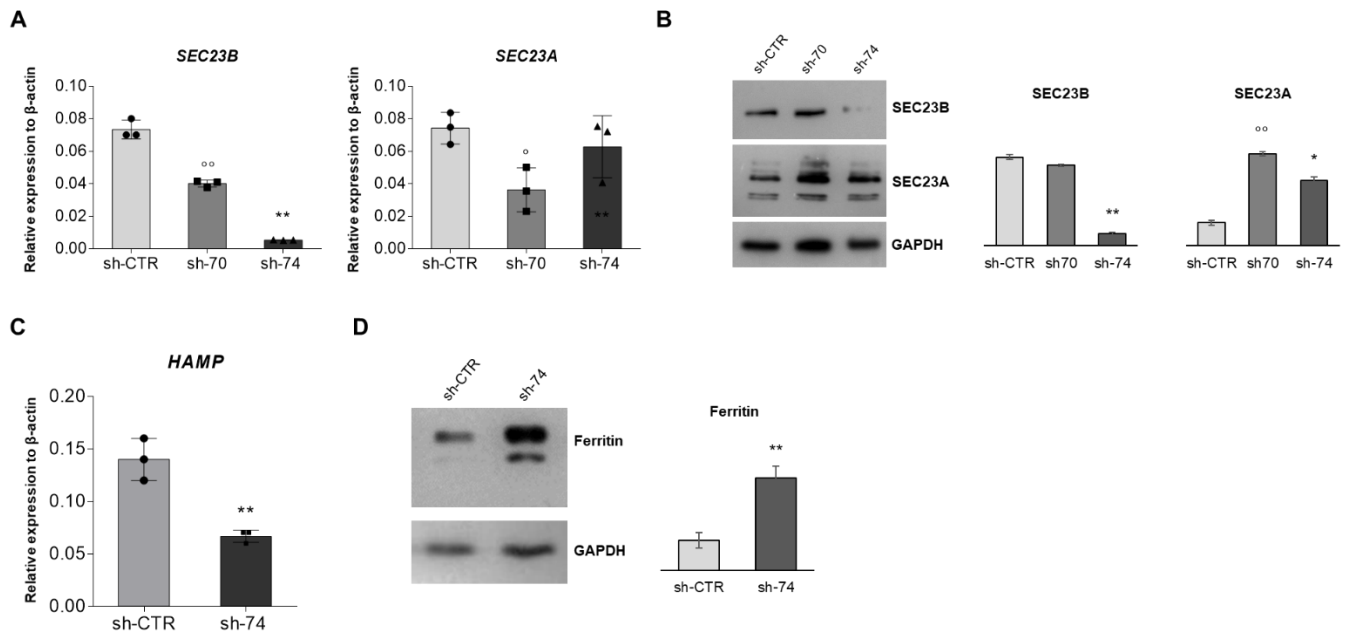 A
SEC23B
Relative expression to β-actin
0.10
0.08
0.06
0.04
0.02
0.00
°°
**
sh-CTR sh-70 sh-74
SEC23A
Relative expression to β-actin
0.10
0.08
0.06
0.04
0.02
0.00
°
**
sh-CTR sh-70 sh-74
B
sh-CTR sh-70 sh-74
SEC23B
SEC23A
GAPDH
SEC23B
**
sh-CTR sh70 sh-74
SEC23A
°°
*
sh-CTR sh70 sh-74
C
HAMP
Relative expression to β-actin
0.20
0.15
0.10
0.05
0.00
**
sh-CTR sh-74
D
sh-CTR sh-74
Ferritin
GAPDH
Ferritin
**
sh-CTR sh-74